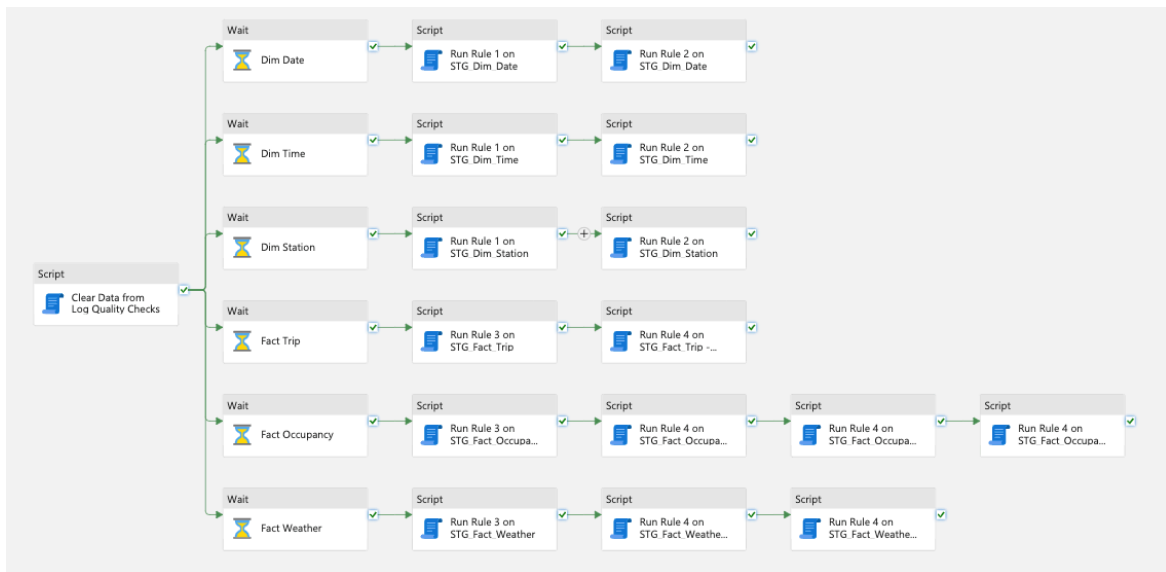 Wait
Dim Date
Script
Run Rule 1 on
STG_Dim_Date
Script
Run Rule 2 on
STG_Dim_Date
Wait
Dim Time
Script
Run Rule 1 on
STG_Dim_Time
Script
Run Rule 2 on
STG_Dim_Time
Wait
Dim Station
Script
Run Rule 1 on
STG_Dim_Station
Script
Run Rule 2 on
STG_Dim_Station
Script
Clear Data from
Log Quality Checks
Wait
Fact Trip
Script
Run Rule 3 on
STG_Fact_Trip
Script
Run Rule 4 on
STG_Fact_Trip -...
Wait
Fact Occupancy
Script
Run Rule 3 on
STG_Fact_Occupa...
Script
Run Rule 4 on
STG_Fact_Occupa...
Script
Run Rule 4 on
STG_Fact_Occupa...
Script
Run Rule 4 on
STG_Fact_Occupa...
Wait
Fact Weather
Script
Run Rule 3 on
STG_Fact_Weather
Script
Run Rule 4 on
STG_Fact_Weathe...
Script
Run Rule 4 on
STG_Fact_Weathe...